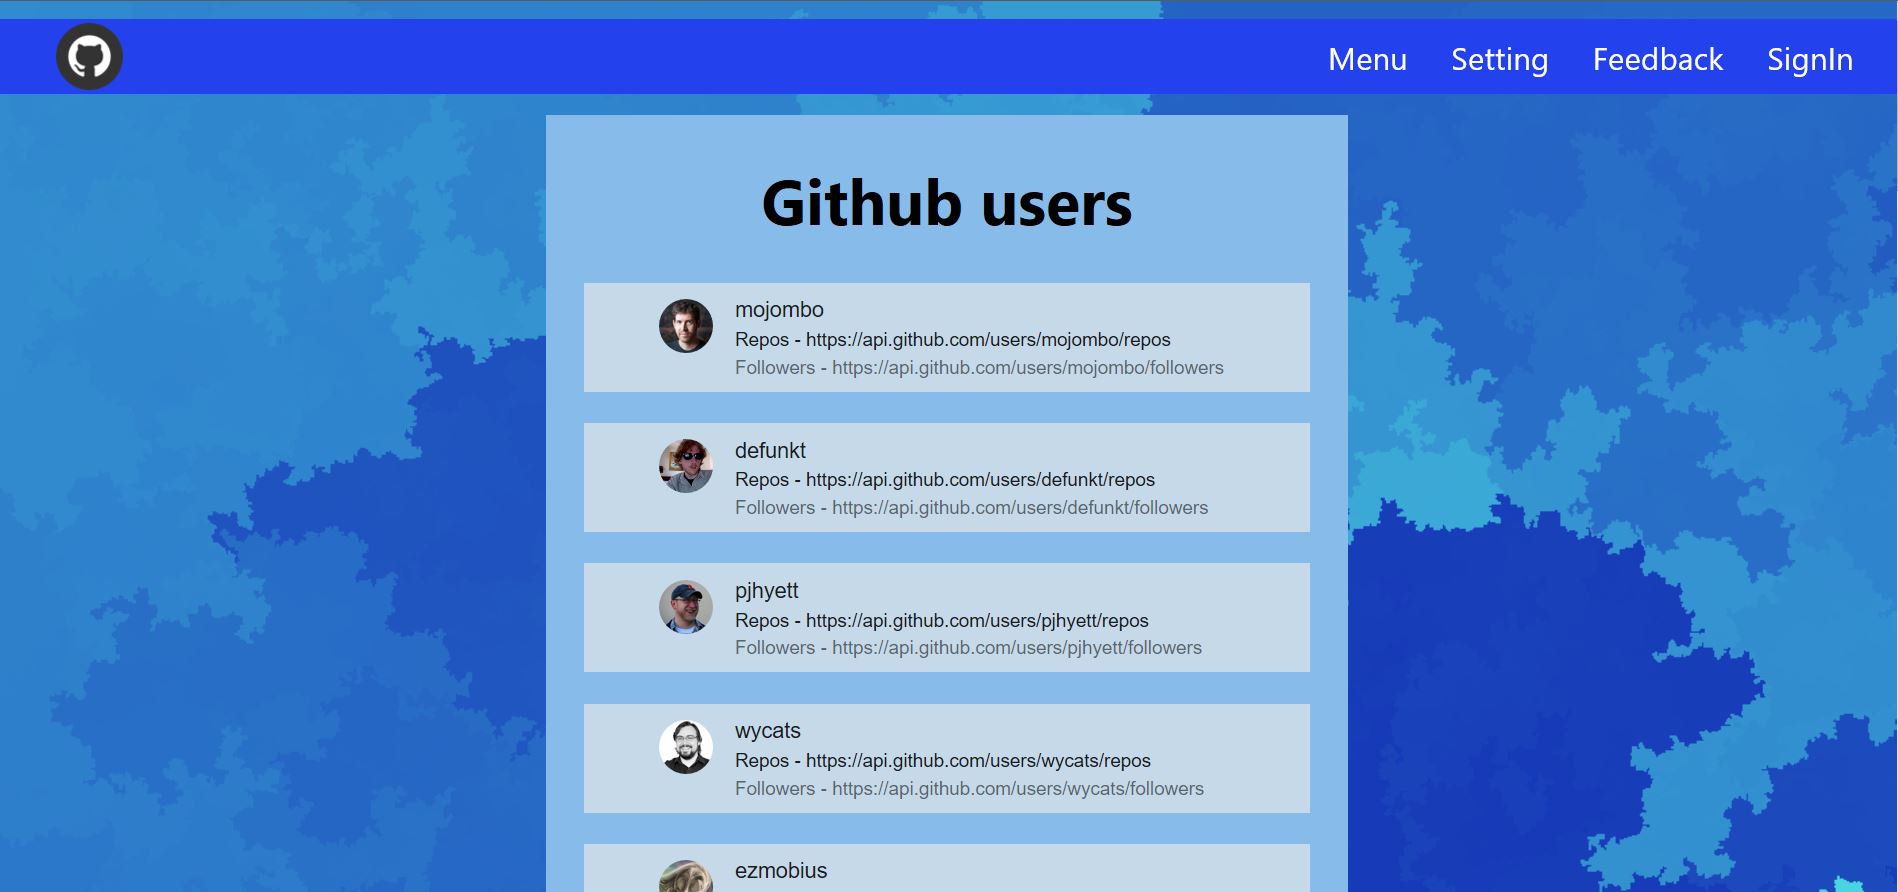 Menu Setting Feedback SignIn
Github users
mojombo
Repos - https://api.github.com/users/mojombo/repos
Followers - https://api.github.com/users/mojombo/followers
defunkt
Repos - https://api.github.com/users/defunkt/repos
Followers - https://api.github.com/users/defunkt/followers
pjhyett
Repos - https://api.github.com/users/pjhyett/repos
Followers - https://api.github.com/users/pjhyett/followers
wycats
Repos - https://api.github.com/users/wycats/repos
Followers - https://api.github.com/users/wycats/followers
ezmobius